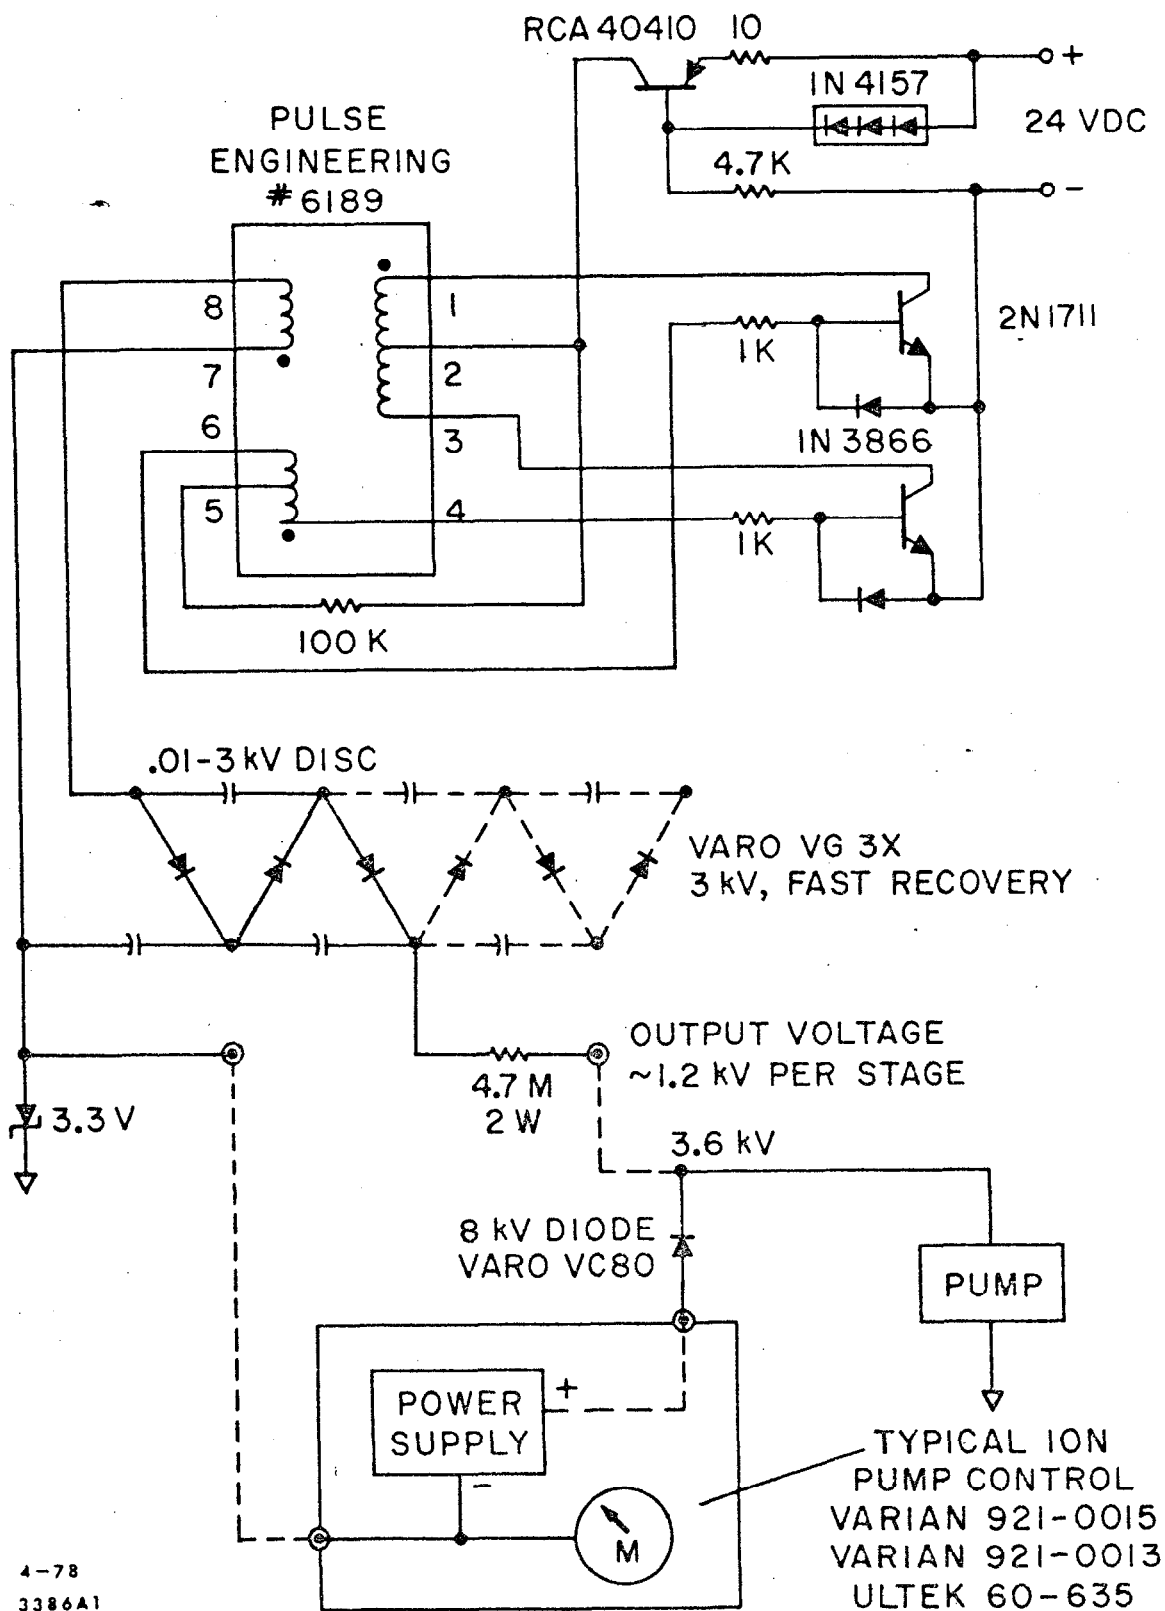 RCA 40410 10
+
IN 4157
24 VDC
4.7K
-
PULSE
ENGINEERING
# 6189
8
7
6
5
1
2
3
4
1K
2N1711
IN 3866
1K
100 K
.01-3 kV DISC
VARO VG 3X
3 kV, FAST RECOVERY
OUTPUT VOLTAGE
~1.2 kV PER STAGE
4.7 M
2 W
3.3 V
3.6 kV
8 kV DIODE
VARO VC80
PUMP
POWER
SUPPLY
+
-
M
TYPICAL ION
PUMP CONTROL
VARIAN 921-0015
VARIAN 921-0013
ULTEK 60-635
4-78
3386A1